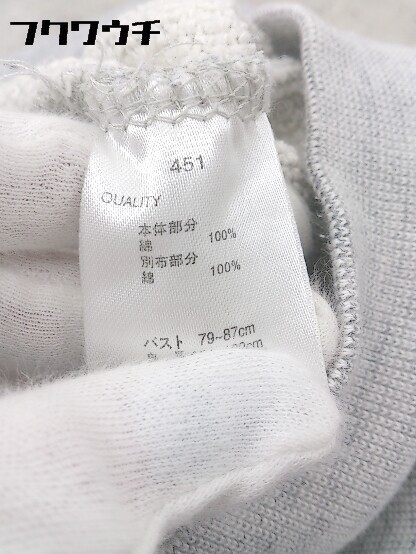 フクワウチ
451
QUALITY
本体部分
綿 100%
別布部分
綿 100%
バスト 79~87cm
cm